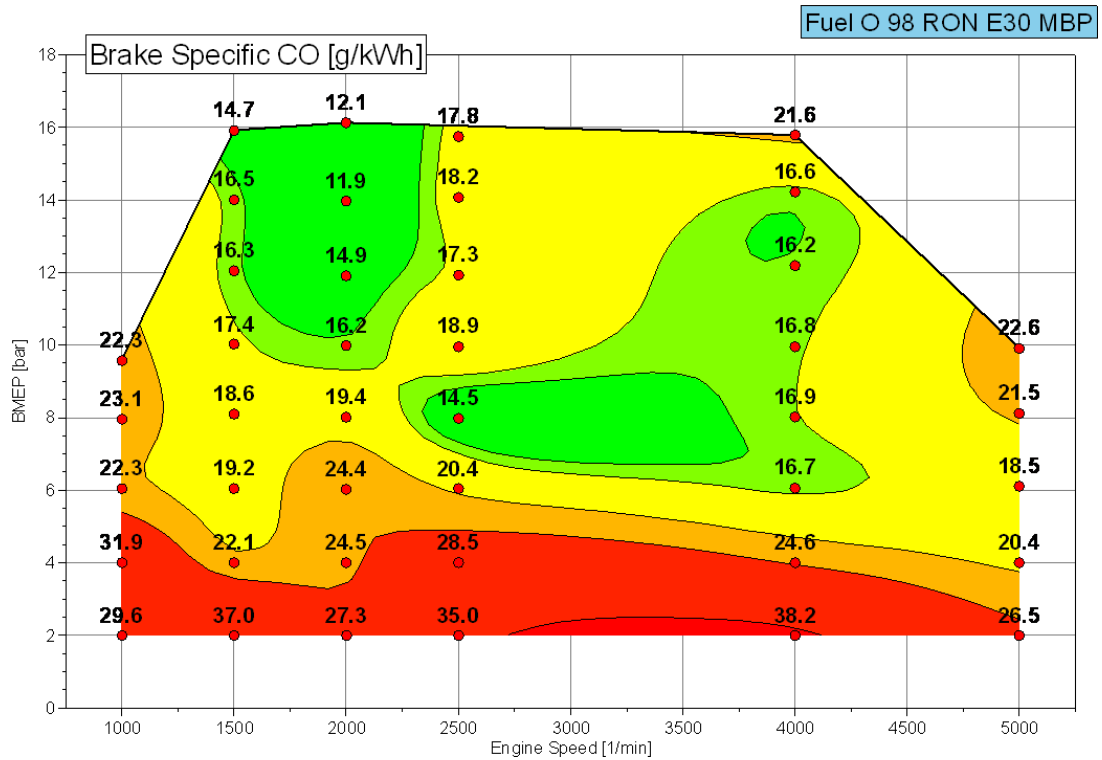 Fuel O 98 RON E30 MBP
Brake Specific CO [g/kWh]
18
16
14
12
10
8
6
4
2
0
BMEP [bar]
14.7 12.1 17.8 21.6
16.5 11.9 18.2 16.6
16.3 14.9 17.3 16.2
22.3 17.4 16.2 18.9 16.8 22.6
23.1 18.6 19.4 14.5 16.9 21.5
22.3 19.2 24.4 20.4 16.7 18.5
31.9 22.1 24.5 28.5 24.6 20.4
29.6 37.0 27.3 35.0 38.2 26.5
1000 1500 2000 2500 3000 3500 4000 4500 5000
Engine Speed [1/min]